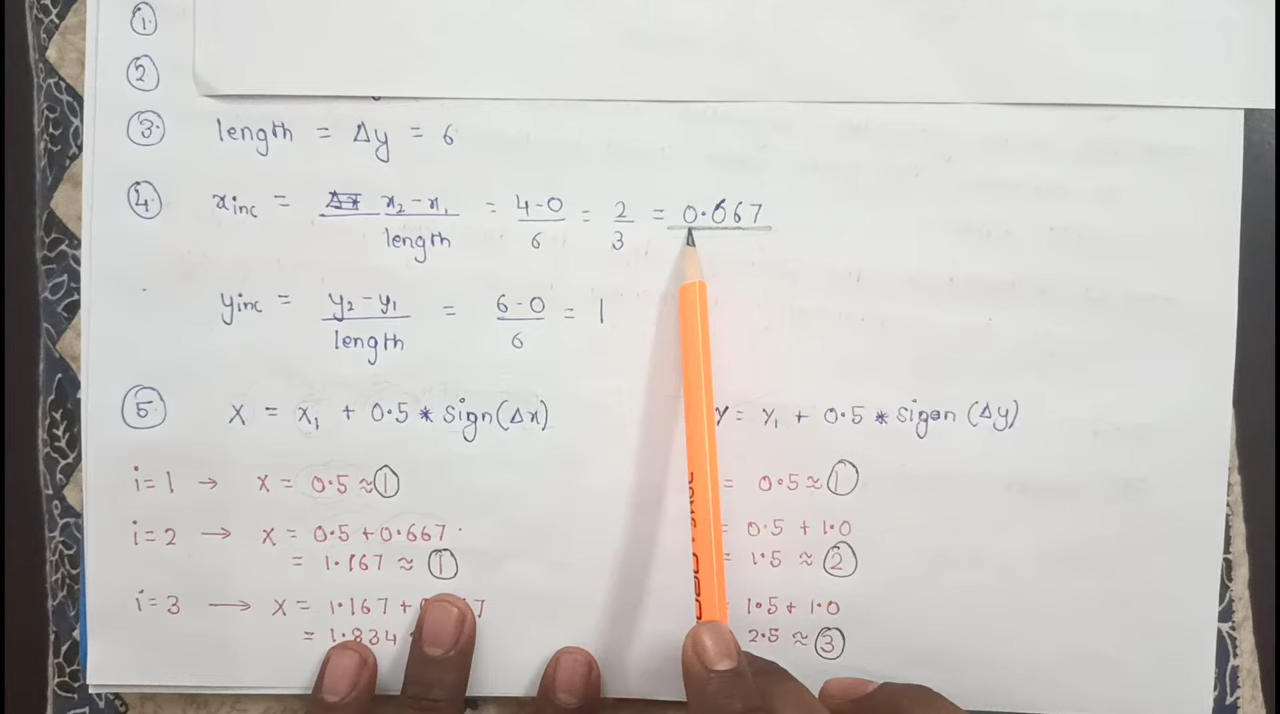 ①
②
③ length = Δy = 6
④ xinc = x₂-x₁ / length = 4-0 / 6 = 2/3 = 0.667
yinc = y₂-y₁ / length = 6-0 / 6 = 1
⑤ x = x₁ + 0.5 * sign(Δx) y = y₁ + 0.5 * sigen (Δy)
i=1 → x = 0.5 ≈ ① = 0.5 ≈ ①
i=2 → x = 0.5 + 0.667 = 0.5 + 1.0
= 1.167 ≈ ① = 1.5 ≈ ②
i=3 → x = 1.167 + 1.5 + 1.0
= 1.834 2.5 ≈ ③